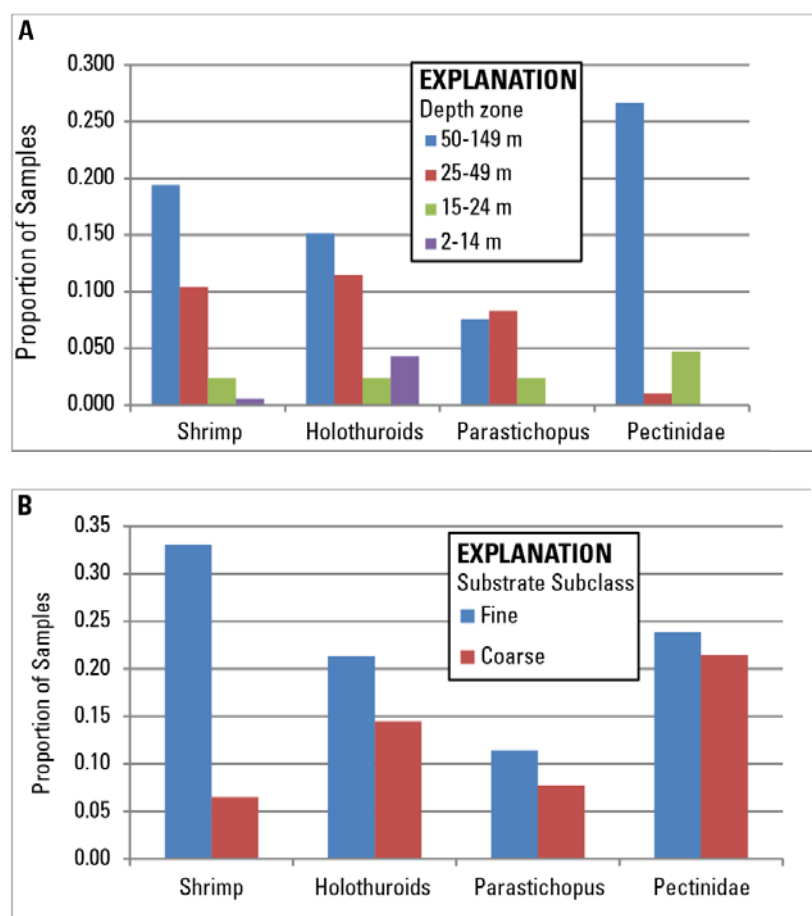 A
Proportion of Samples
0.300
0.250
0.200
0.150
0.100
0.050
0.000
EXPLANATION
Depth zone
50-149 m
25-49 m
15-24 m
2-14 m
Shrimp Holothuroids Parastichopus Pectinidae
B
Proportion of Samples
0.35
0.30
0.25
0.20
0.15
0.10
0.05
0.00
EXPLANATION
Substrate Subclass
Fine
Coarse
Shrimp Holothuroids Parastichopus Pectinidae